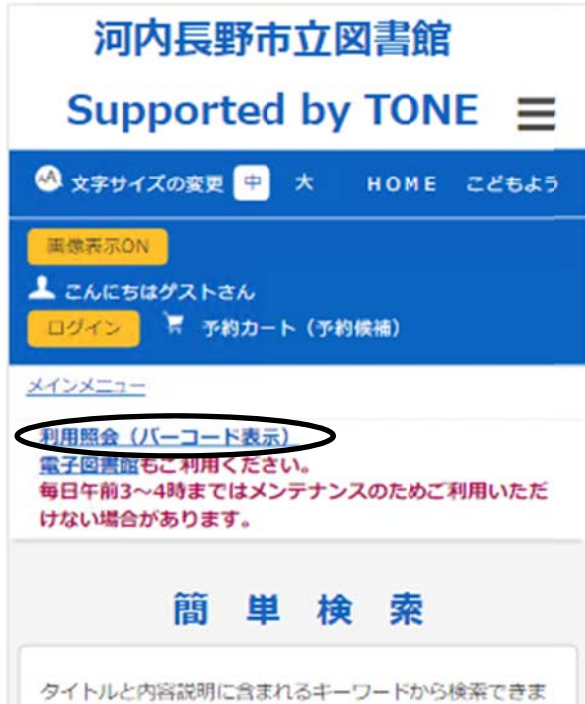 河内長野市立図書館
Supported by TONE
文字サイズの変更 中 大 HOME こどもよう
画像表示ON
こんにちはゲストさん
ログイン 予約カート（予約候補）
メインメニュー
利用照会（バーコード表示）
電子図書館もご利用ください。
毎日午前3～4時まではメンテナンスのためご利用いただ
けない場合があります。
簡単検索
タイトルと内容説明に含まれるキーワードから検索できま